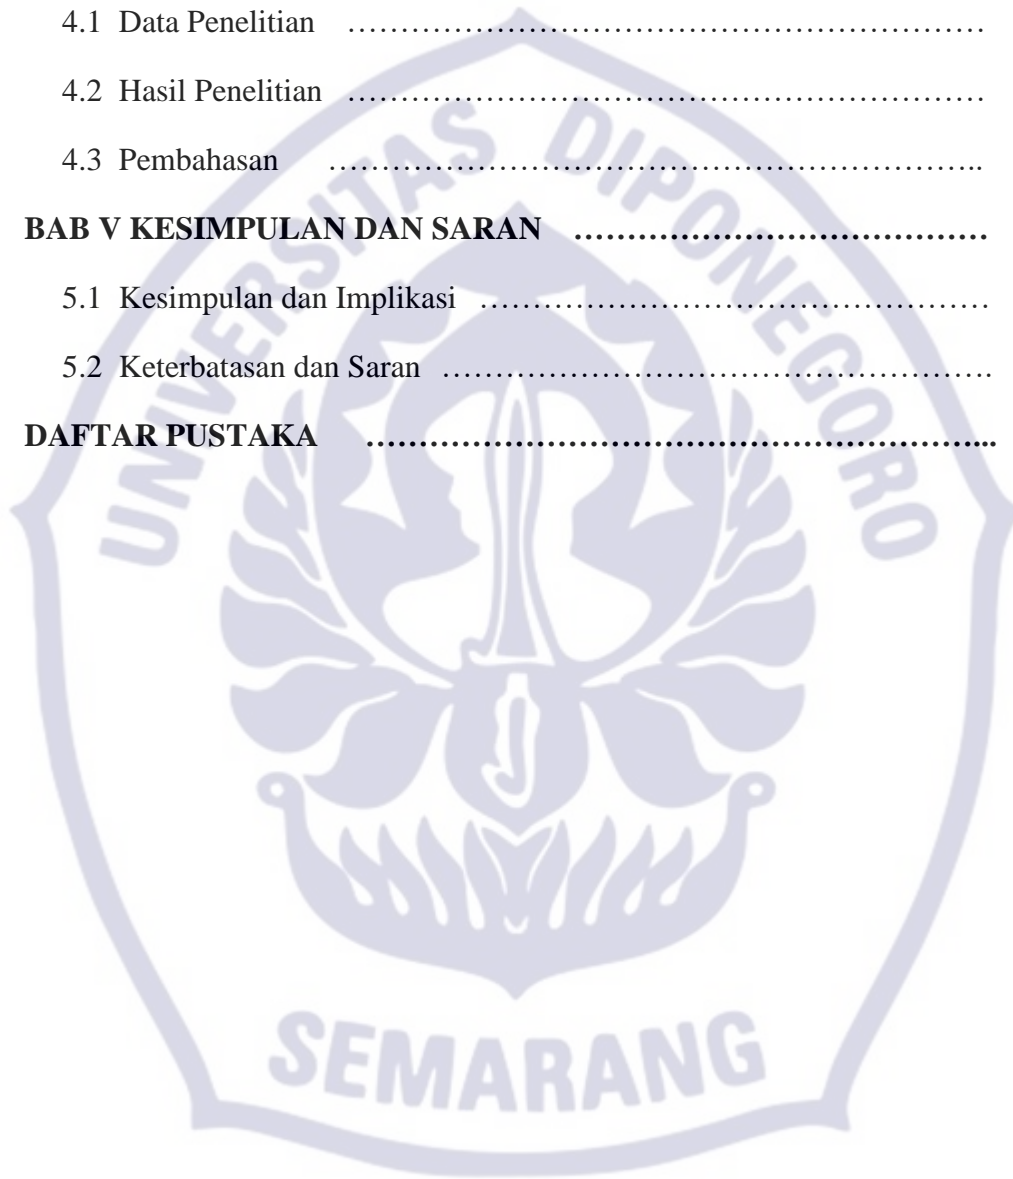 4.1 Data Penelitian ………………………………………………………
4.2 Hasil Penelitian ………………………………………………………
4.3 Pembahasan ………………………………………………………..
BAB V KESIMPULAN DAN SARAN …………………………………
5.1 Kesimpulan dan Implikasi …………………………………………
5.2 Keterbatasan dan Saran …………………………………………….
DAFTAR PUSTAKA …………………………………………………...
UNIVERSITAS DIPONEGORO
SEMARANG